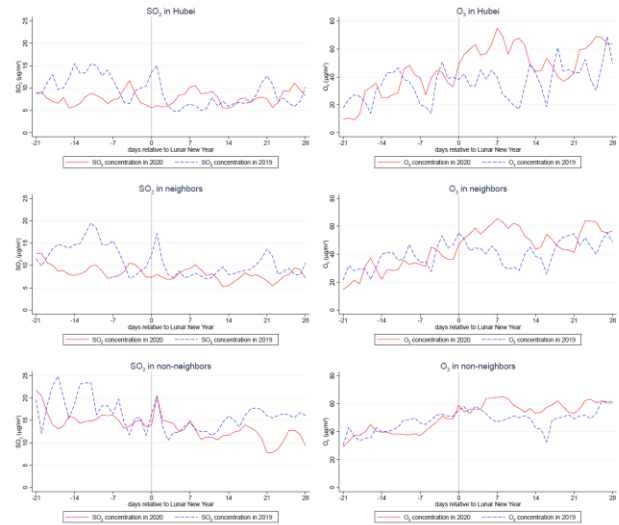 SO₂ in Hubei
SO₂ (μg/m³)
25
20
15
10
5
0
-21 -14 -7 0 7 14 21 28
days relative to Lunar New Year
SO₂ concentration in 2020 SO₂ concentration in 2019
O₃ in Hubei
O₃ (μg/m³)
80
60
40
20
0
-21 -14 -7 0 7 14 21 28
days relative to Lunar New Year
O₃ concentration in 2020 O₃ concentration in 2019
SO₂ in neighbors
SO₂ (μg/m³)
25
20
15
10
5
0
-21 -14 -7 0 7 14 21 28
days relative to Lunar New Year
SO₂ concentration in 2020 SO₂ concentration in 2019
O₃ in neighbors
O₃ (μg/m³)
80
60
40
20
0
-21 -14 -7 0 7 14 21 28
days relative to Lunar New Year
O₃ concentration in 2020 O₃ concentration in 2019
SO₂ in non-neighbors
SO₂ (μg/m³)
25
20
15
10
5
0
-21 -14 -7 0 7 14 21 28
days relative to Lunar New Year
SO₂ concentration in 2020 SO₂ concentration in 2019
O₃ in non-neighbors
O₃ (μg/m³)
80
60
40
20
0
-21 -14 -7 0 7 14 21 28
days relative to Lunar New Year
O₃ concentration in 2020 O₃ concentration in 2019